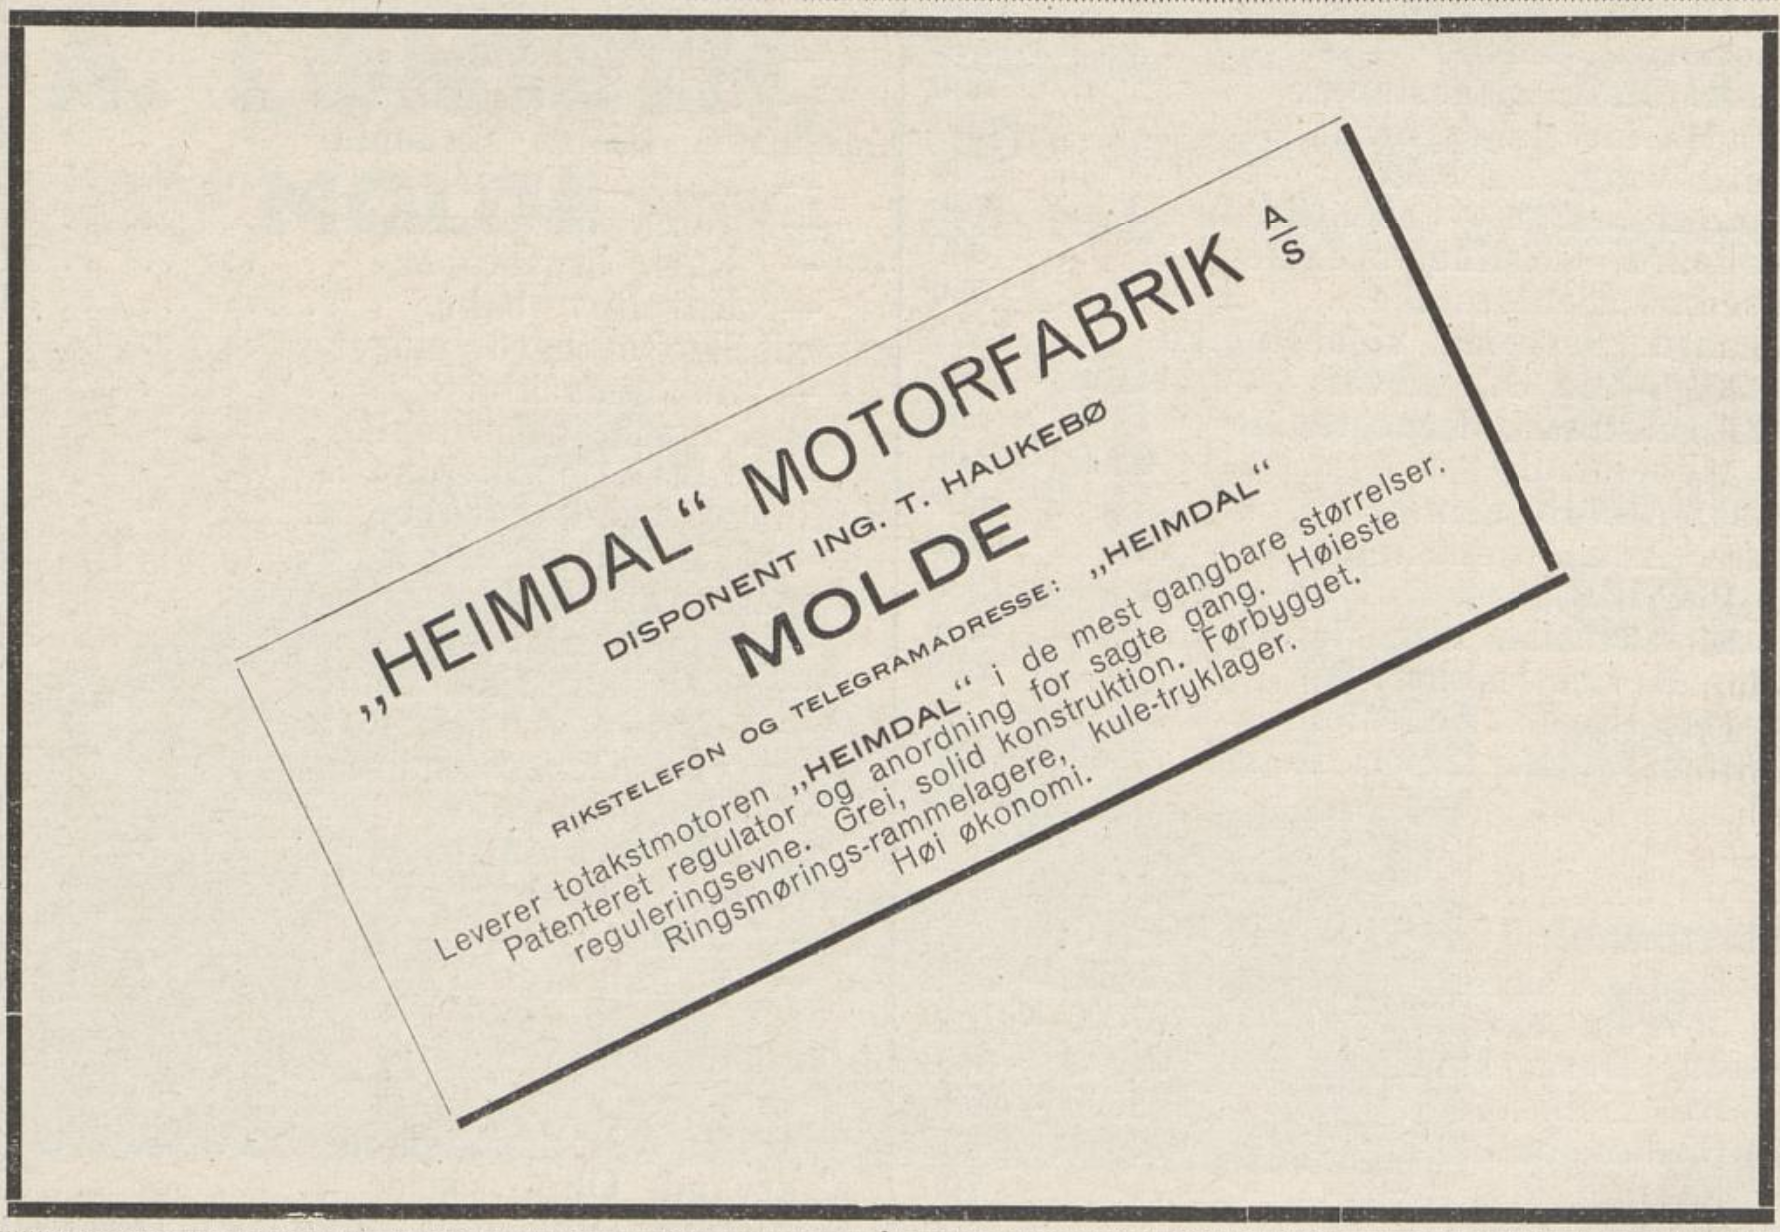 „HEIMDAL“ MOTORFABRIK A/S
DISPONENT ING. T. HAUKEBØ
MOLDE
RIKSTELEFON OG TELEGRAMADRESSE: „HEIMDAL“
Leverer totakstmotoren „HEIMDAL“ i de mest gangbare størrelser.
Patenteret regulator og anordning for sagte gang. Høieste
reguleringsevne. Grei, solid konstruktion. Førbygget.
Ringsmørings-rammelagere, kule-tryklager.
Høi økonomi.